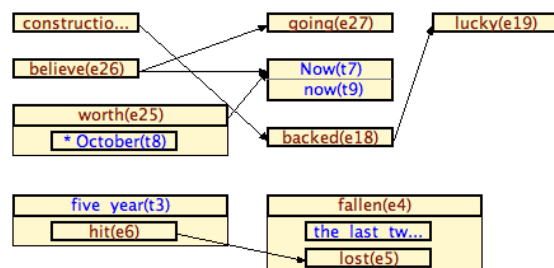 constructio...
going(e27)
lucky(e19)
believe(e26)
Now(t7)
now(t9)
worth(e25)
* October(t8)
backed(e18)
five year(t3)
hit(e6)
fallen(e4)
the last tw...
lost(e5)